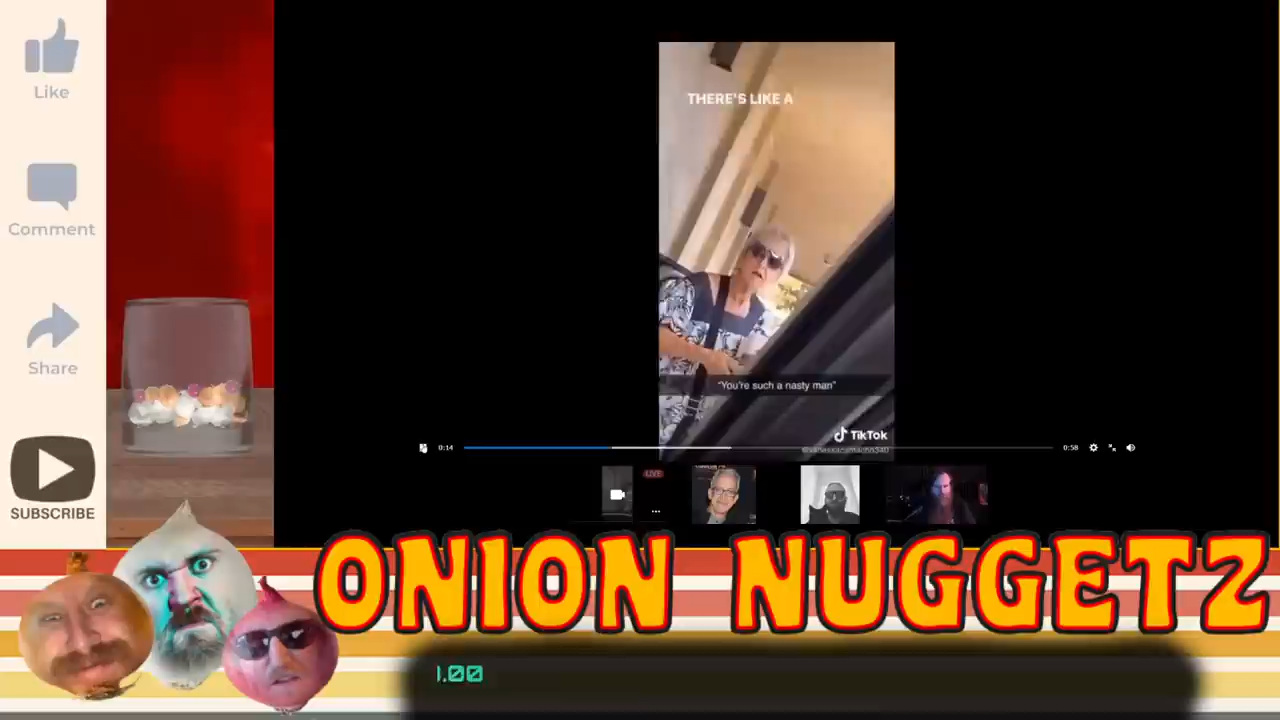 Like
Comment
Share
SUBSCRIBE
THERE'S LIKE A
"You're such a nasty man"
TikTok
0:14
0:58
LIVE
ONION NUGGETZ
.00